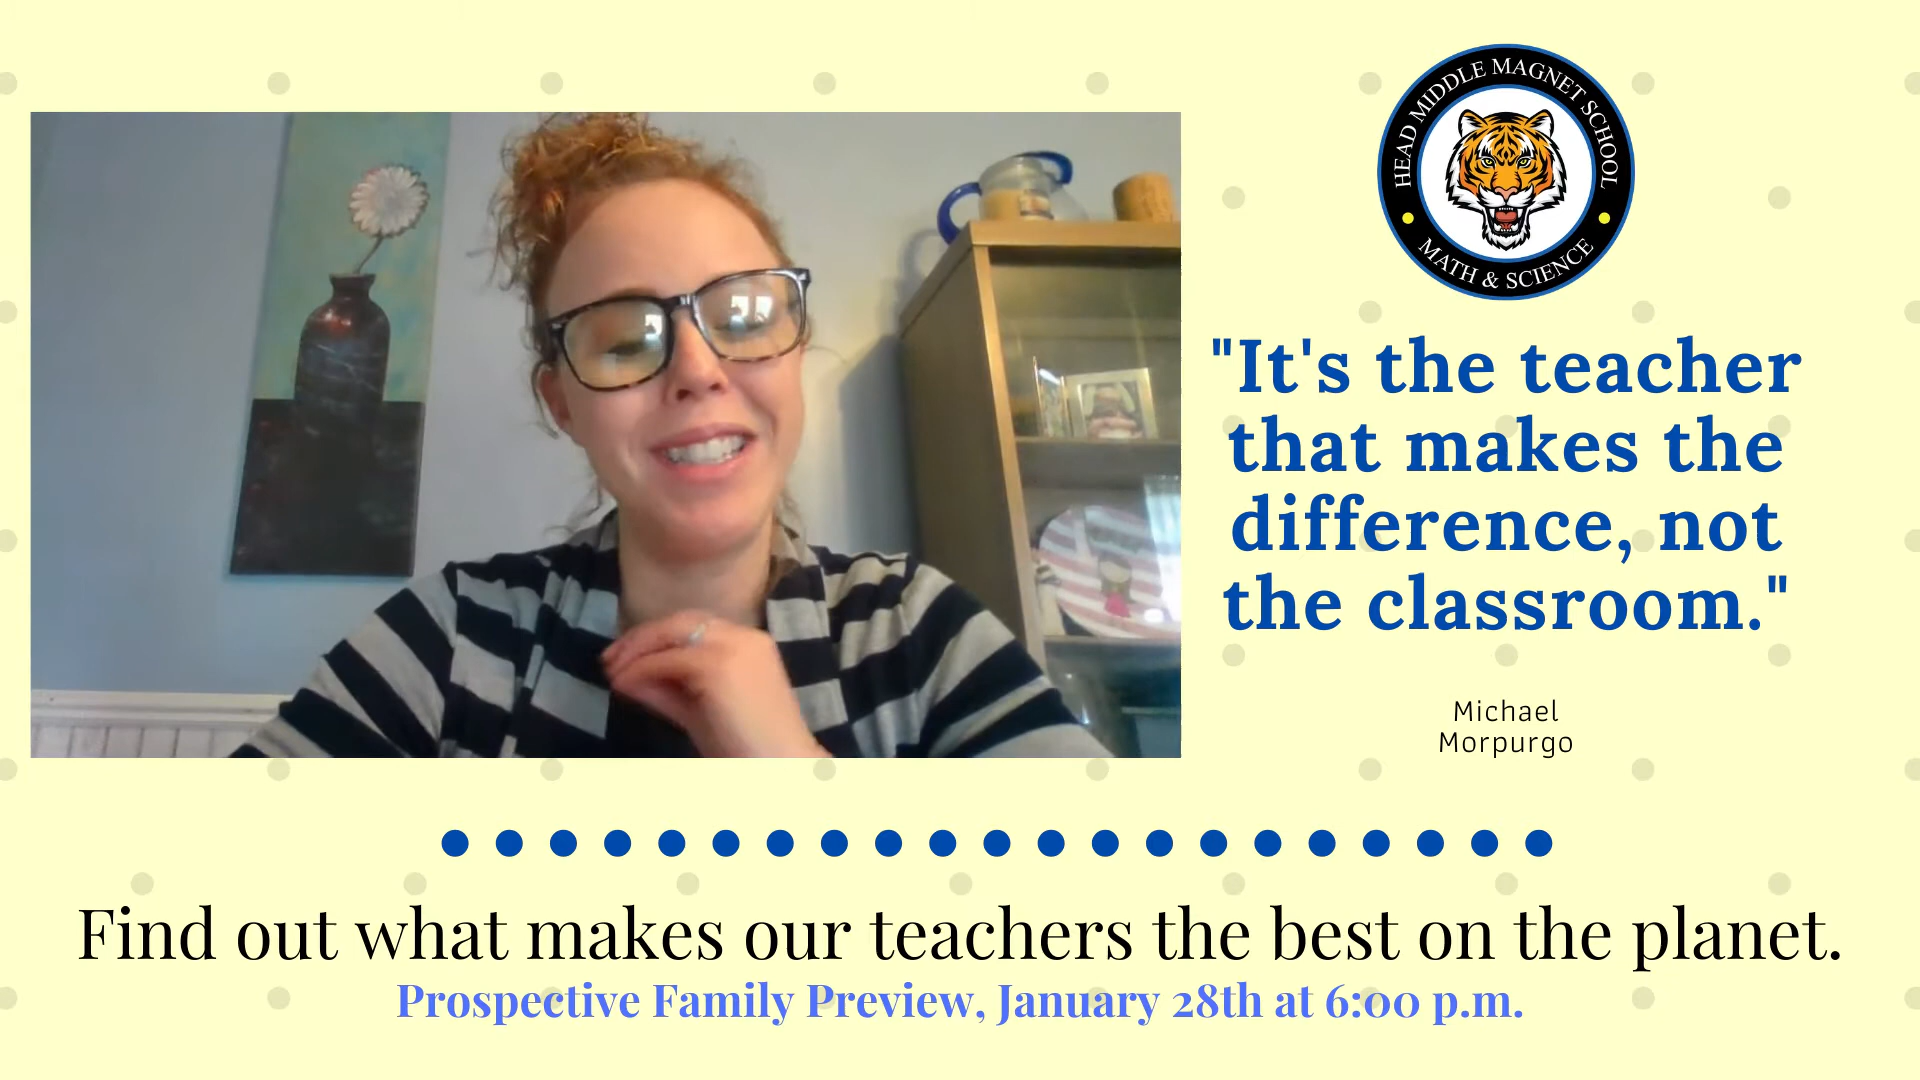 HEAD MIDDLE MAGNET SCHOOL
MATH & SCIENCE
"It's the teacher
that makes the
difference, not
the classroom."
Michael
Morpurgo
Find out what makes our teachers the best on the planet.
Prospective Family Preview, January 28th at 6:00 p.m.